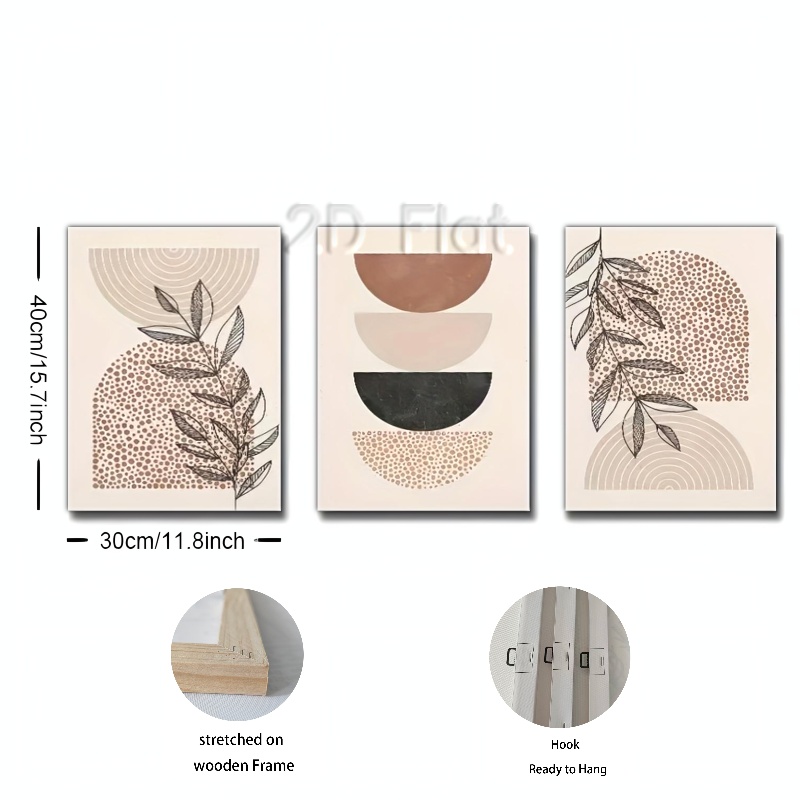 2D Flat
40cm/15.7inch
30cm/11.8inch
stretched on
wooden Frame
Hook
Ready to Hang